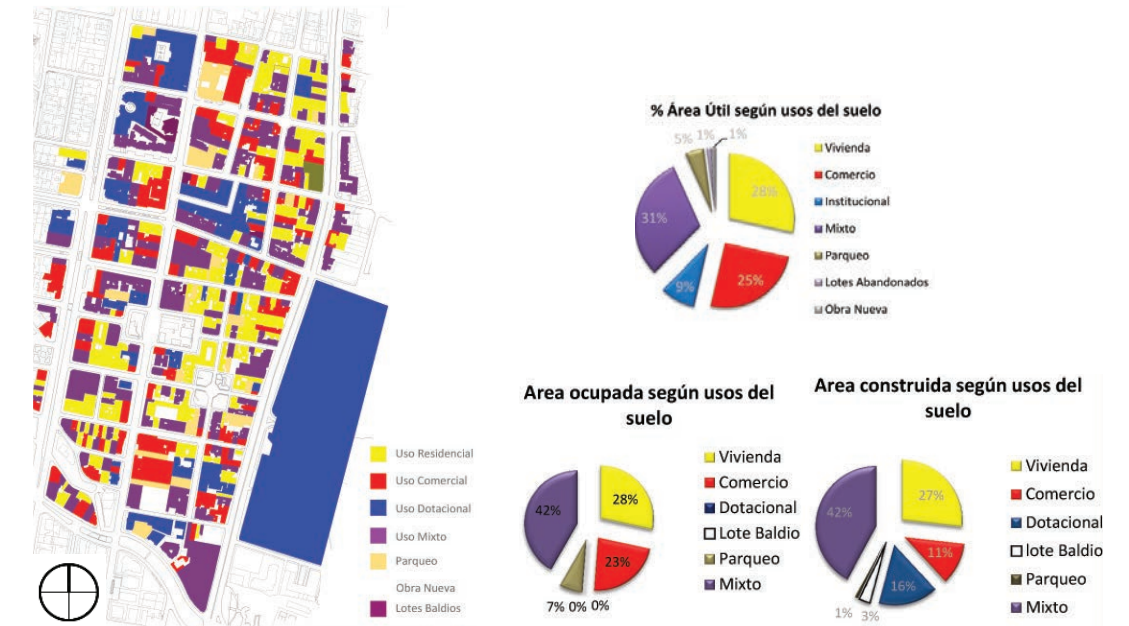 Uso Residencial
Uso Comercial
Uso Dotacional
Uso Mixto
Parqueo
Obra Nueva
Lotes Baldios
% Área Útil según usos del suelo
5% 1% 1%
28%
31%
25%
9%
Vivienda
Comercio
Institucional
Mixto
Parqueo
Lotes Abandonados
Obra Nueva
Area ocupada según usos del
suelo
28%
42%
23%
7% 0% 0%
Vivienda
Comercio
Dotacional
Lote Baldio
Parqueo
Mixto
Area construida según usos del
suelo
27%
42%
11%
16%
1% 3%
Vivienda
Comercio
Dotacional
lote Baldio
Parqueo
Mixto